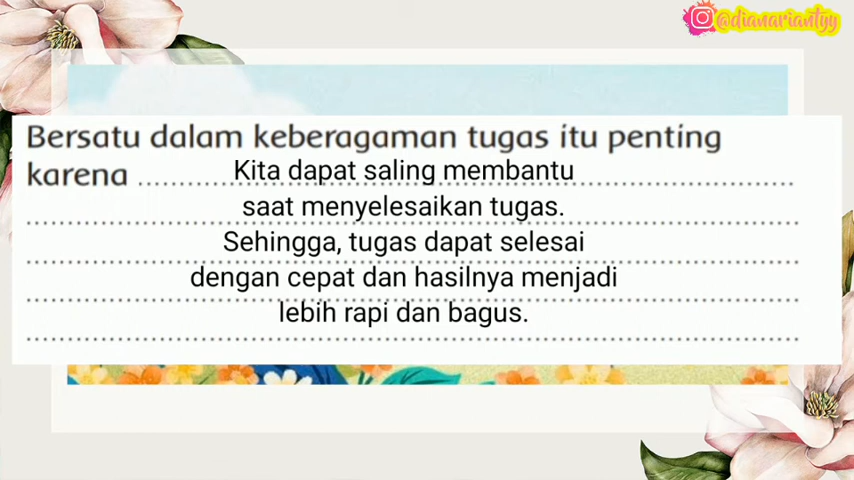 @dianariantyy
Bersatu dalam keberagaman tugas itu penting
karena Kita dapat saling membantu
saat menyelesaikan tugas.
Sehingga, tugas dapat selesai
dengan cepat dan hasilnya menjadi
lebih rapi dan bagus.